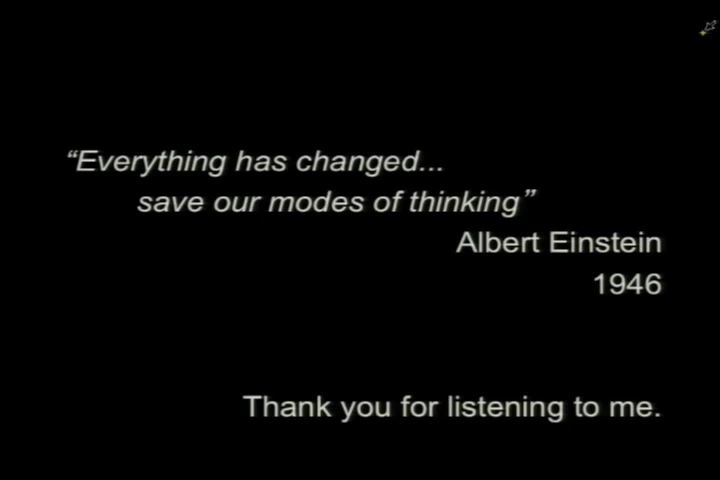 “Everything has changed...
save our modes of thinking”
Albert Einstein
1946
Thank you for listening to me.